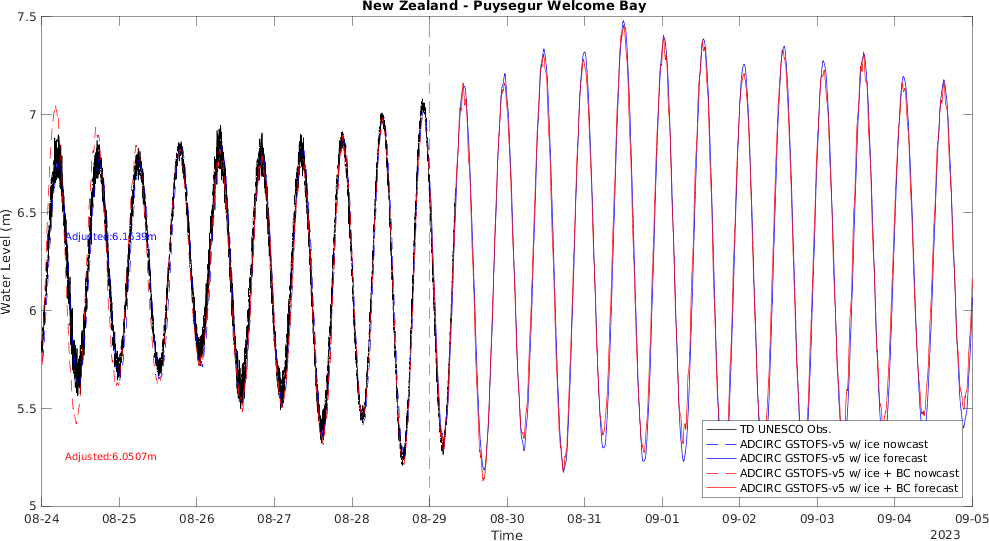 New Zealand - Puysegur Welcome Bay
7.5
7
6.5
6
5.5
5
Water Level (m)
Adjusted:6.1639m
Adjusted:6.0507m
TD UNESCO Obs.
ADCIRC GSTOFS-v5 w/ ice nowcast
ADCIRC GSTOFS-v5 w/ ice forecast
ADCIRC GSTOFS-v5 w/ ice + BC nowcast
ADCIRC GSTOFS-v5 w/ ice + BC forecast
08-24 08-25 08-26 08-27 08-28 08-29 08-30 08-31 09-01 09-02 09-03 09-04 09-05
Time
2023